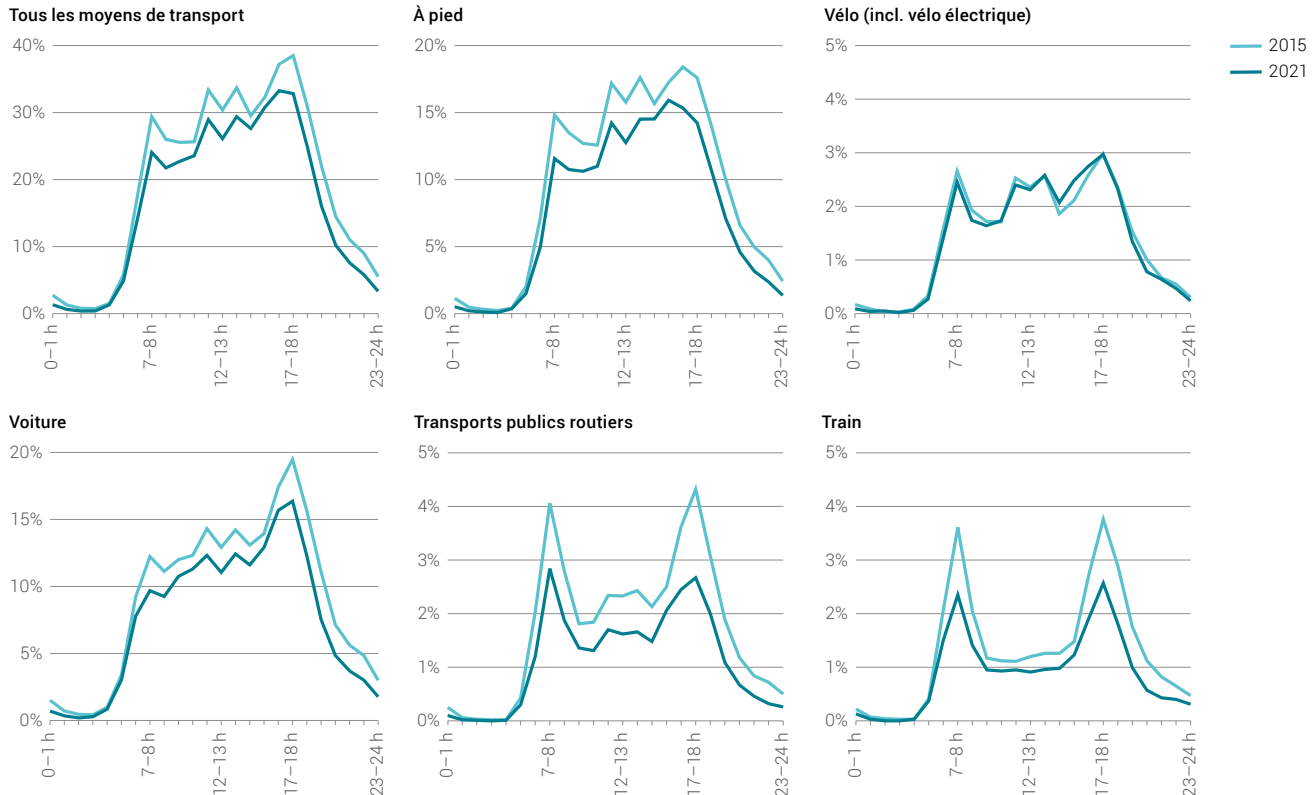 Tous les moyens de transport
40%
30%
20%
10%
0%
0–1 h
7–8 h
12–13 h
17–18 h
23–24 h
À pied
20%
15%
10%
5%
0%
0–1 h
7–8 h
12–13 h
17–18 h
23–24 h
Vélo (incl. vélo électrique)
5%
4%
3%
2%
1%
0%
0–1 h
7–8 h
12–13 h
17–18 h
23–24 h
2015
2021
Voiture
20%
15%
10%
5%
0%
0–1 h
7–8 h
12–13 h
17–18 h
23–24 h
Transports publics routiers
5%
4%
3%
2%
1%
0%
0–1 h
7–8 h
12–13 h
17–18 h
23–24 h
Train
5%
4%
3%
2%
1%
0%
0–1 h
7–8 h
12–13 h
17–18 h
23–24 h